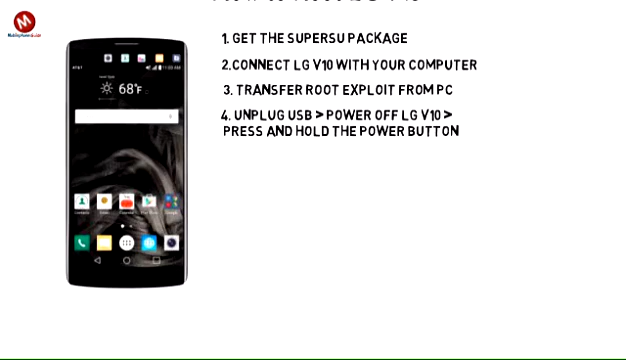 1. GET THE SUPERSU PACKAGE
2.CONNECT LG V10 WITH YOUR COMPUTER
3. TRANSFER ROOT EXPLOIT FROM PC
4. UNPLUG USB > POWER OFF LG V10 >
PRESS AND HOLD THE POWER BUTTON
68°F